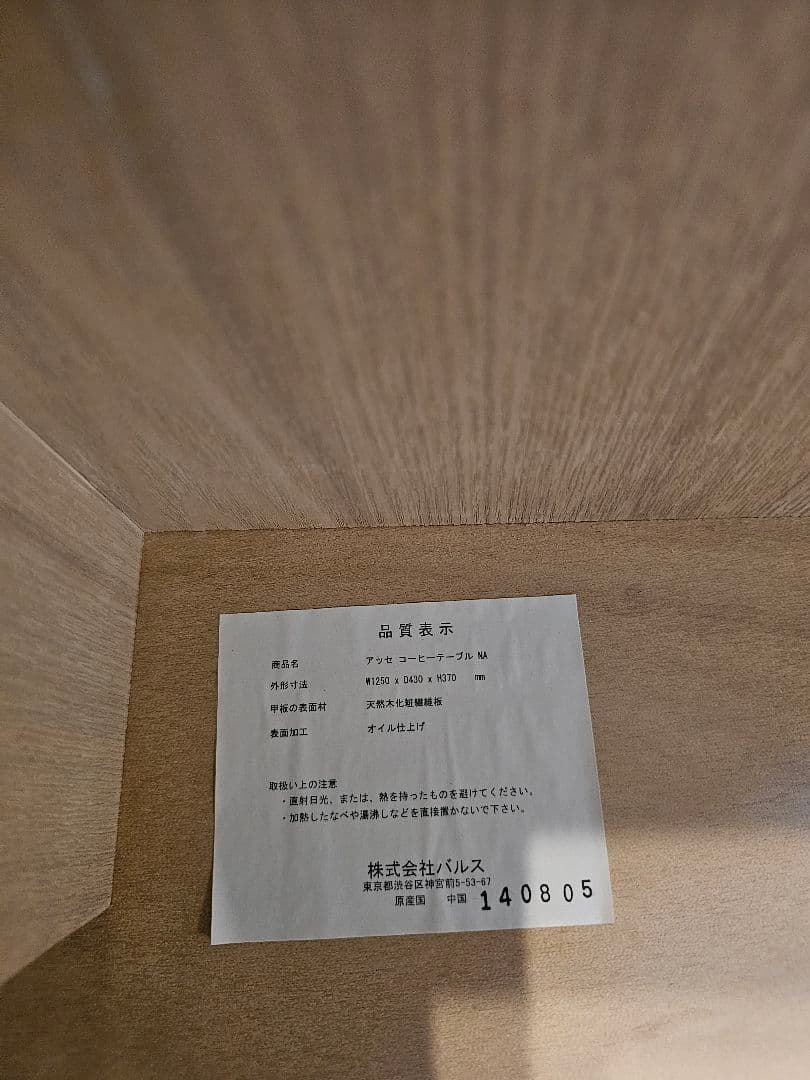 品質表示
商品名 アッセ コーヒーテーブル NA
外形寸法 W1250 x D430 x H370 mm
甲板の表面材 天然木化粧繊維板
表面加工 オイル仕上げ
取扱い上の注意
・直射日光、または、熱を持ったものを避けてください。
・加熱したなべや湯沸しなどを直接置かないで下さい。
株式会社バルス
東京都渋谷区神宮前5-53-67
原産国 中国 140805